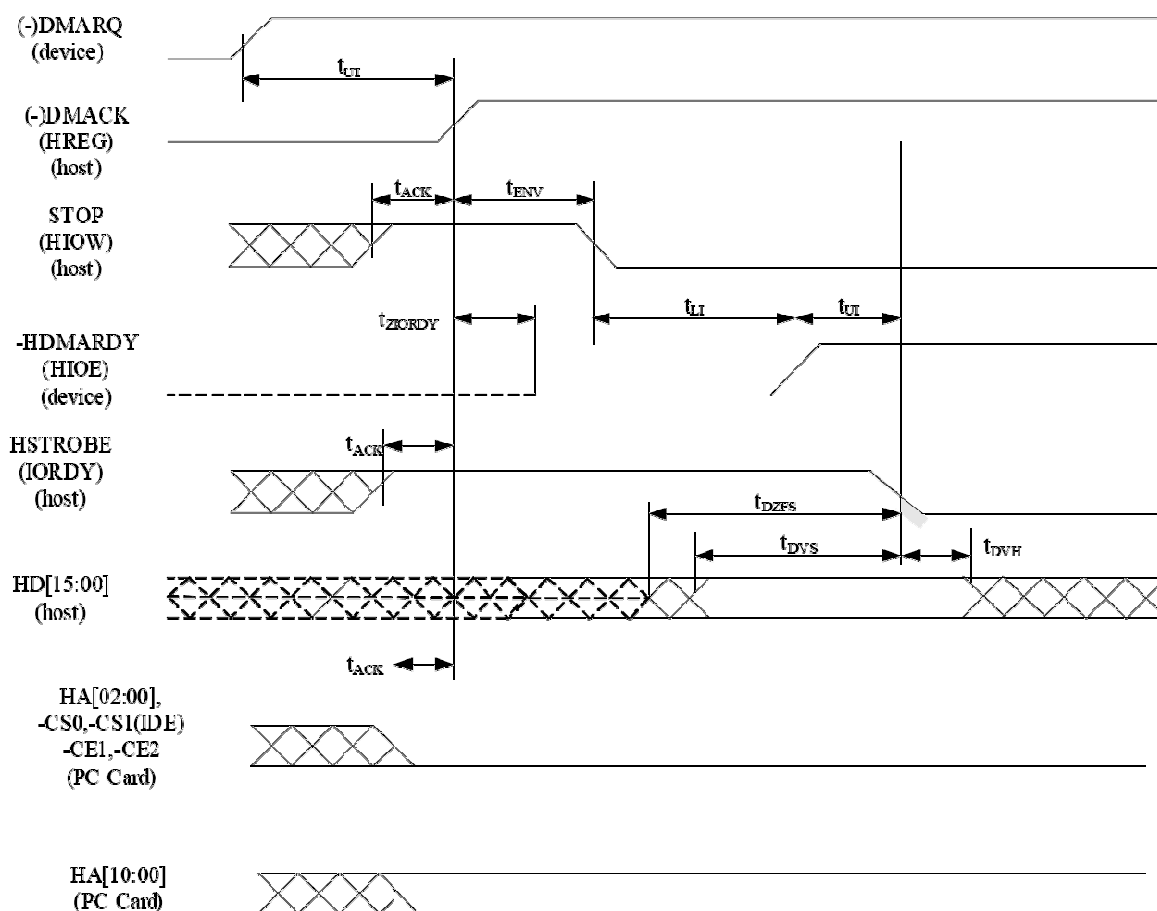 (-)DMARQ
(device)
tUI
(-)DMACK
(HREG)
(host)
tACK
tENV
STOP
(HIOW)
(host)
tZIORDY
tLI
tUI
-HDMARDY
(HIOE)
(device)
HSTROBE
(IORDY)
(host)
tACK
tDZFS
tDVS
tDVH
HD[15:00]
(host)
tACK
HA[02:00],
-CS0,-CS1(IDE)
-CE1,-CE2
(PC Card)
HA[10:00]
(PC Card)